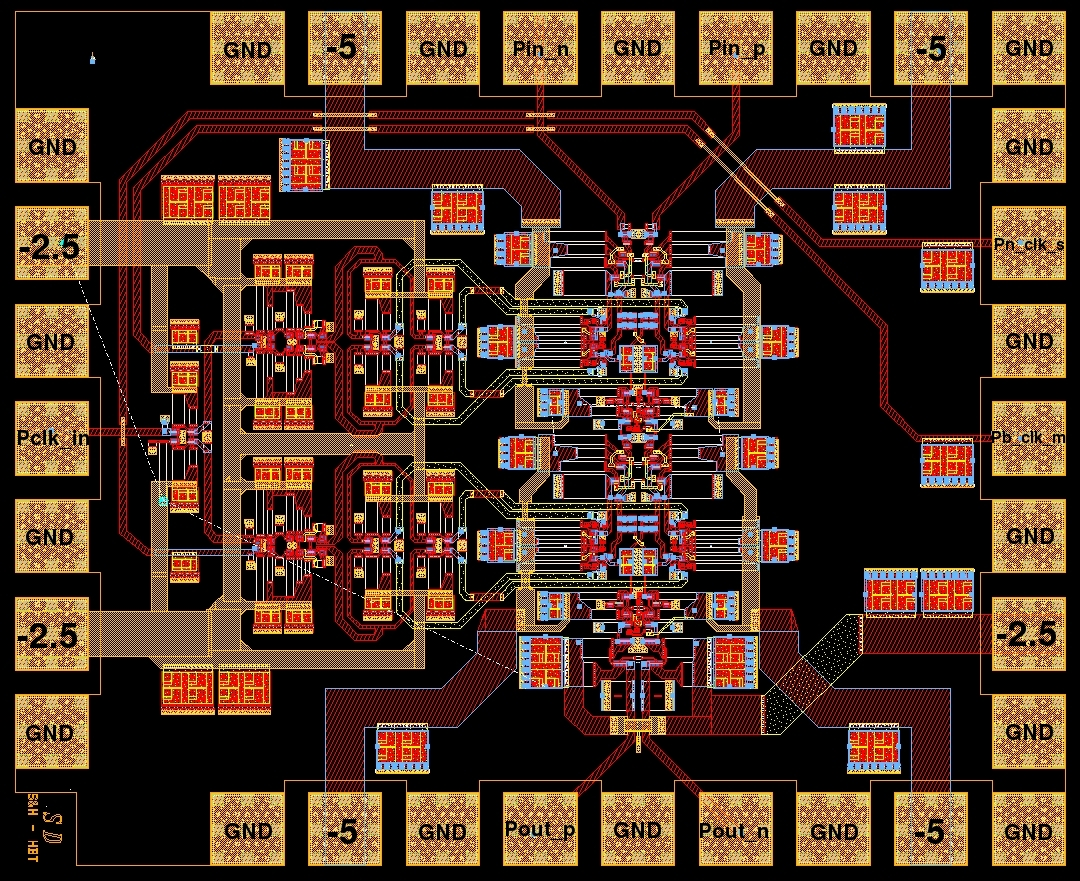 GND -5 GND Pin_n GND Pin_p GND -5 GND
GND GND
-2.5 Pn_clk_s
GND GND
Pclk_in Pb_clk_m
GND GND
-2.5 -2.5
GND GND
S&H - HBT
SD
GND -5 GND Pout_p GND Pout_n GND -5 GND